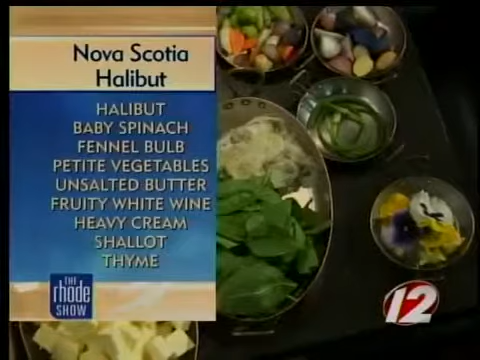 Nova Scotia
Halibut
HALIBUT
BABY SPINACH
FENNEL BULB
PETITE VEGETABLES
UNSALTED BUTTER
FRUITY WHITE WINE
HEAVY CREAM
SHALLOT
THYME
THE
rhode
SHOW
12